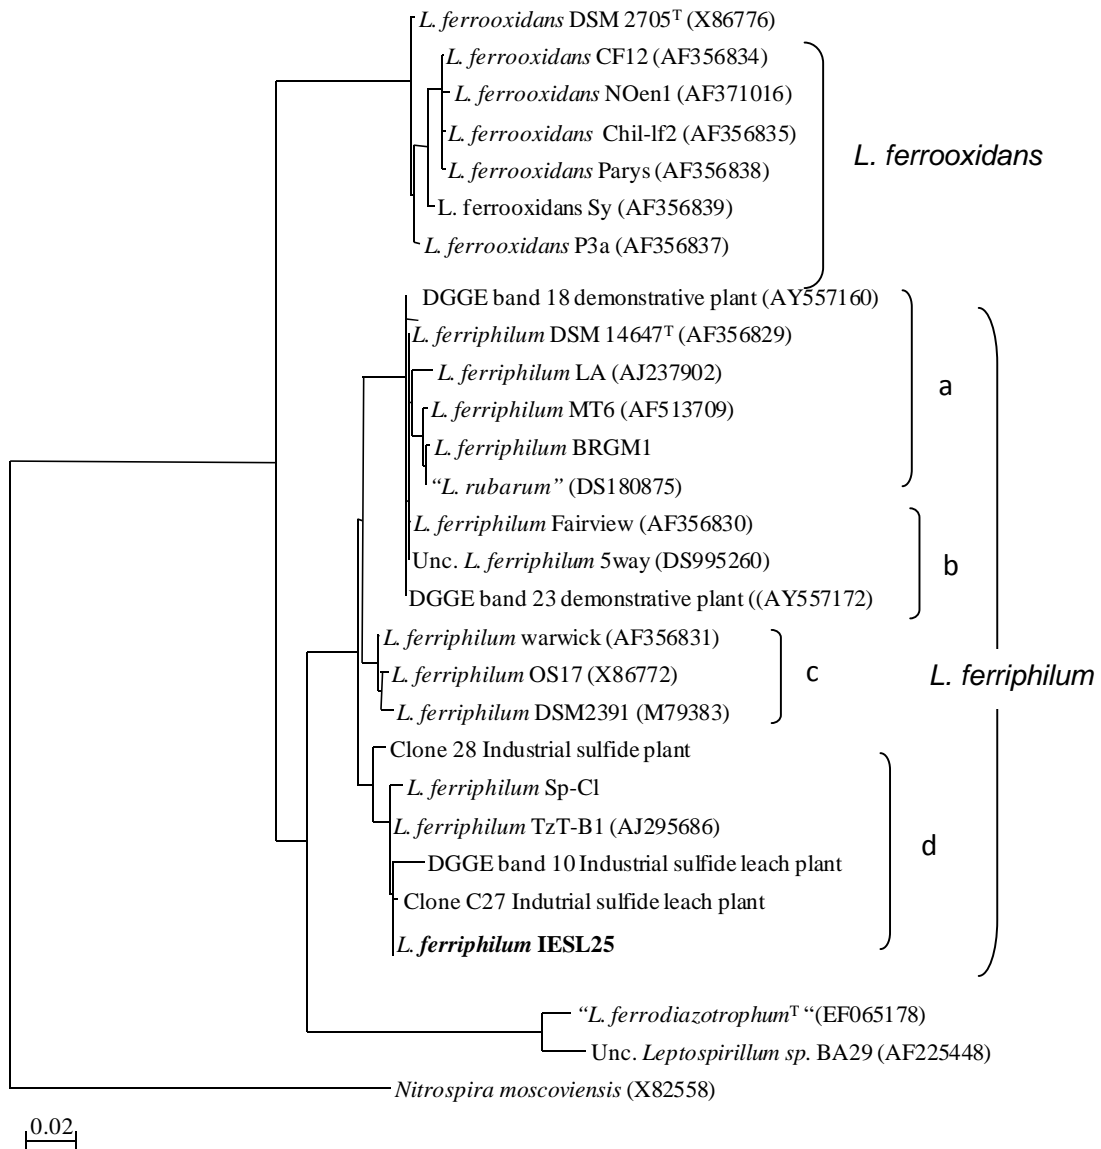 L. ferrooxidans DSM 2705ᵀ (X86776)
L. ferrooxidans CF12 (AF356834)
L. ferrooxidans NOen1 (AF371016)
L. ferrooxidans Chil-lf2 (AF356835)
L. ferrooxidans Parys (AF356838)
L. ferrooxidans Sy (AF356839)
L. ferrooxidans P3a (AF356837)
L. ferrooxidans
DGGE band 18 demonstrative plant (AY557160)
L. ferriphilum DSM 14647ᵀ (AF356829)
L. ferriphilum LA (AJ237902)
L. ferriphilum MT6 (AF513709)
L. ferriphilum BRGM1
“L. rubarum” (DS180875)
a
L. ferriphilum Fairview (AF356830)
Unc. L. ferriphilum 5way (DS995260)
DGGE band 23 demonstrative plant ((AY557172)
b
L. ferriphilum warwick (AF356831)
L. ferriphilum OS17 (X86772)
L. ferriphilum DSM2391 (M79383)
c
L. ferriphilum
Clone 28 Industrial sulfide plant
L. ferriphilum Sp-Cl
L. ferriphilum TzT-B1 (AJ295686)
DGGE band 10 Industrial sulfide leach plant
Clone C27 Indutrial sulfide leach plant
L. ferriphilum IESL25
d
“L. ferrodiazotrophumᵀ “(EF065178)
Unc. Leptospirillum sp. BA29 (AF225448)
Nitrospira moscoviensis (X82558)
0.02